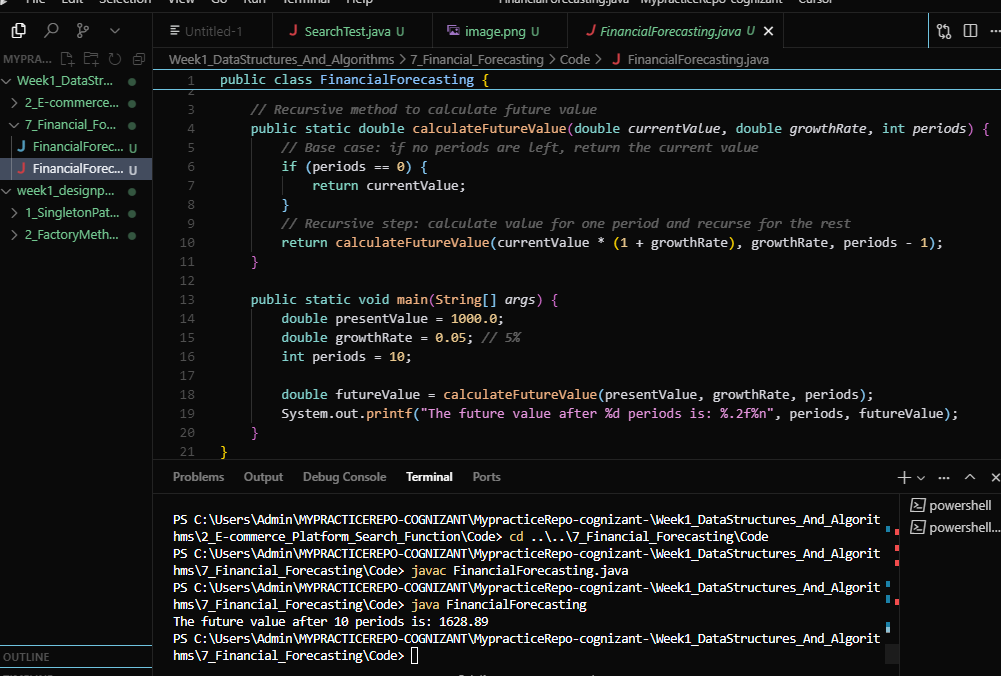 File Edit Selection View Go Run Terminal Help FinancialForecasting.java - MypracticeRepo-cognizant- - Cursor
Untitled-1 SearchTest.java U image.png U FinancialForecasting.java U
MYPRA...
Week1_DataStructures_And_Algorithms > 7_Financial_Forecasting > Code > FinancialForecasting.java
Week1_DataStr...
2_E-commerce...
7_Financial_Fo...
FinancialForec... U
FinancialForec... U
week1_designp...
1_SingletonPat...
2_FactoryMeth...
OUTLINE
1 public class FinancialForecasting {
2
3 // Recursive method to calculate future value
4 public static double calculateFutureValue(double currentValue, double growthRate, int periods) {
5 // Base case: if no periods are left, return the current value
6 if (periods == 0) {
7 return currentValue;
8 }
9 // Recursive step: calculate value for one period and recurse for the rest
10 return calculateFutureValue(currentValue * (1 + growthRate), growthRate, periods - 1);
11 }
12
13 public static void main(String[] args) {
14 double presentValue = 1000.0;
15 double growthRate = 0.05; // 5%
16 int periods = 10;
17
18 double futureValue = calculateFutureValue(presentValue, growthRate, periods);
19 System.out.printf("The future value after %d periods is: %.2f%n", periods, futureValue);
20 }
21 }
Problems Output Debug Console Terminal Ports
PS C:\Users\Admin\MYPRACTICEREPO-COGNIZANT\MypracticeRepo-cognizant-\Week1_DataStructures_And_Algorit
hms\2_E-commerce_Platform_Search_Function\Code> cd ..\..\7_Financial_Forecasting\Code
PS C:\Users\Admin\MYPRACTICEREPO-COGNIZANT\MypracticeRepo-cognizant-\Week1_DataStructures_And_Algorit
hms\7_Financial_Forecasting\Code> javac FinancialForecasting.java
PS C:\Users\Admin\MYPRACTICEREPO-COGNIZANT\MypracticeRepo-cognizant-\Week1_DataStructures_And_Algorit
hms\7_Financial_Forecasting\Code> java FinancialForecasting
The future value after 10 periods is: 1628.89
PS C:\Users\Admin\MYPRACTICEREPO-COGNIZANT\MypracticeRepo-cognizant-\Week1_DataStructures_And_Algorit
hms\7_Financial_Forecasting\Code>
powershell
powershell...